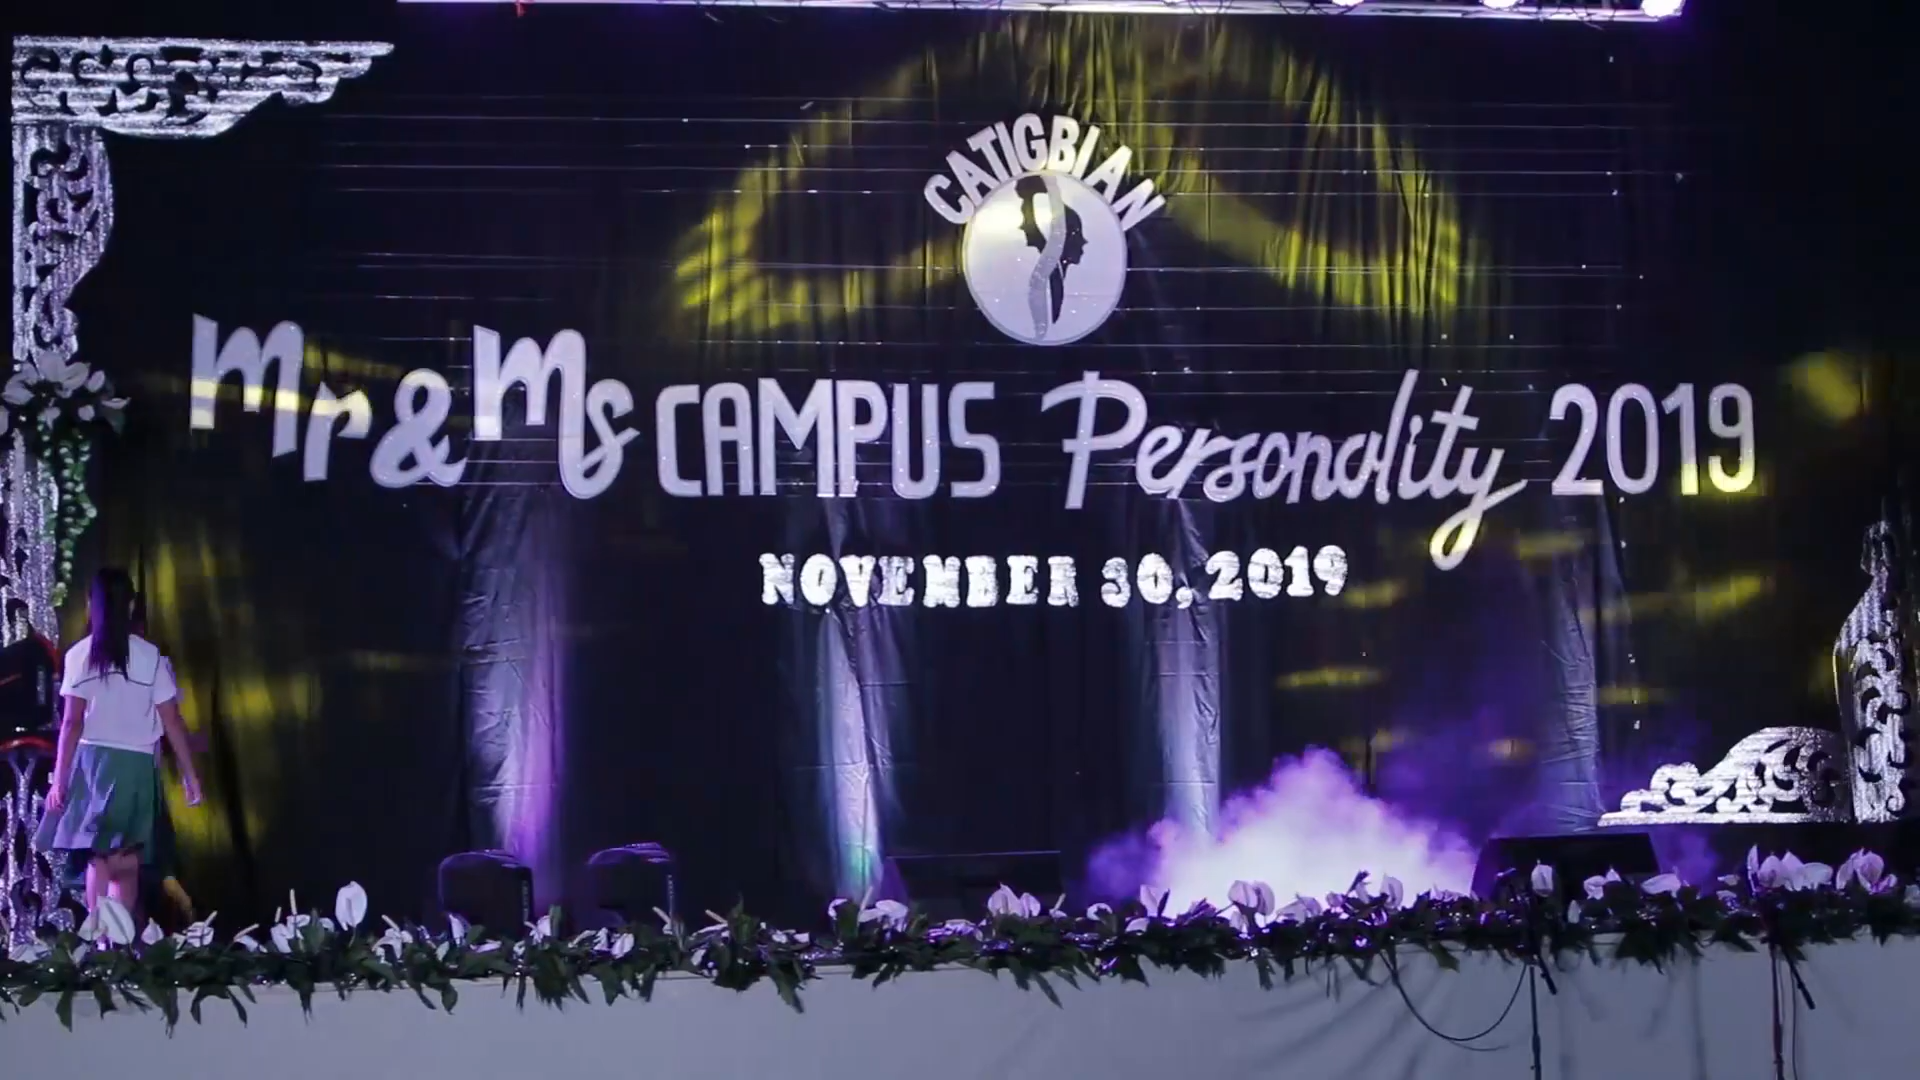 CATIGBIAN
Mr & Ms CAMPUS Personality 2019
NOVEMBER 30, 2019